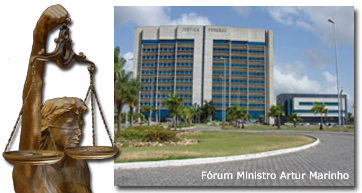 JUSTIÇA FEDERAL
Fórum Ministro Artur Marinho